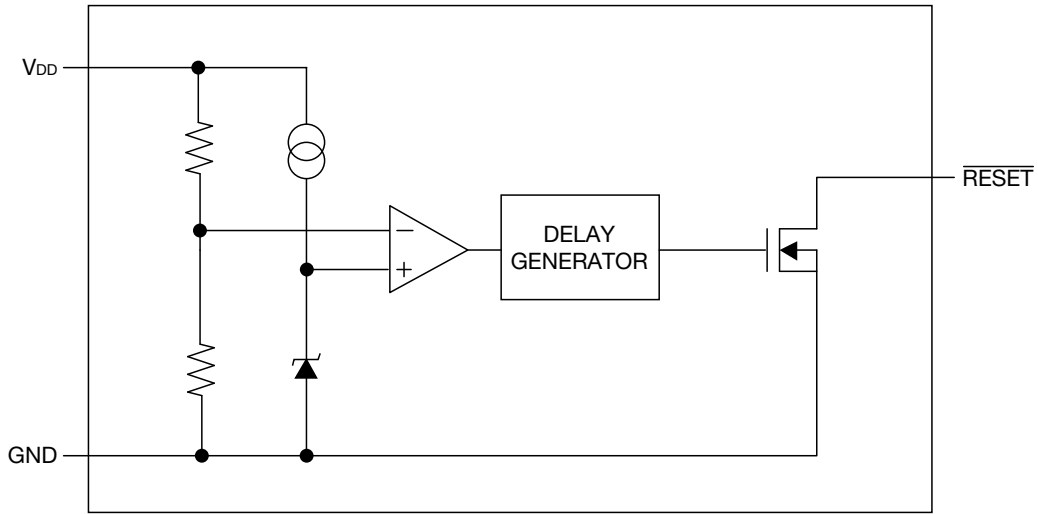 VDD
RESET
−
+
DELAY
GENERATOR
GND